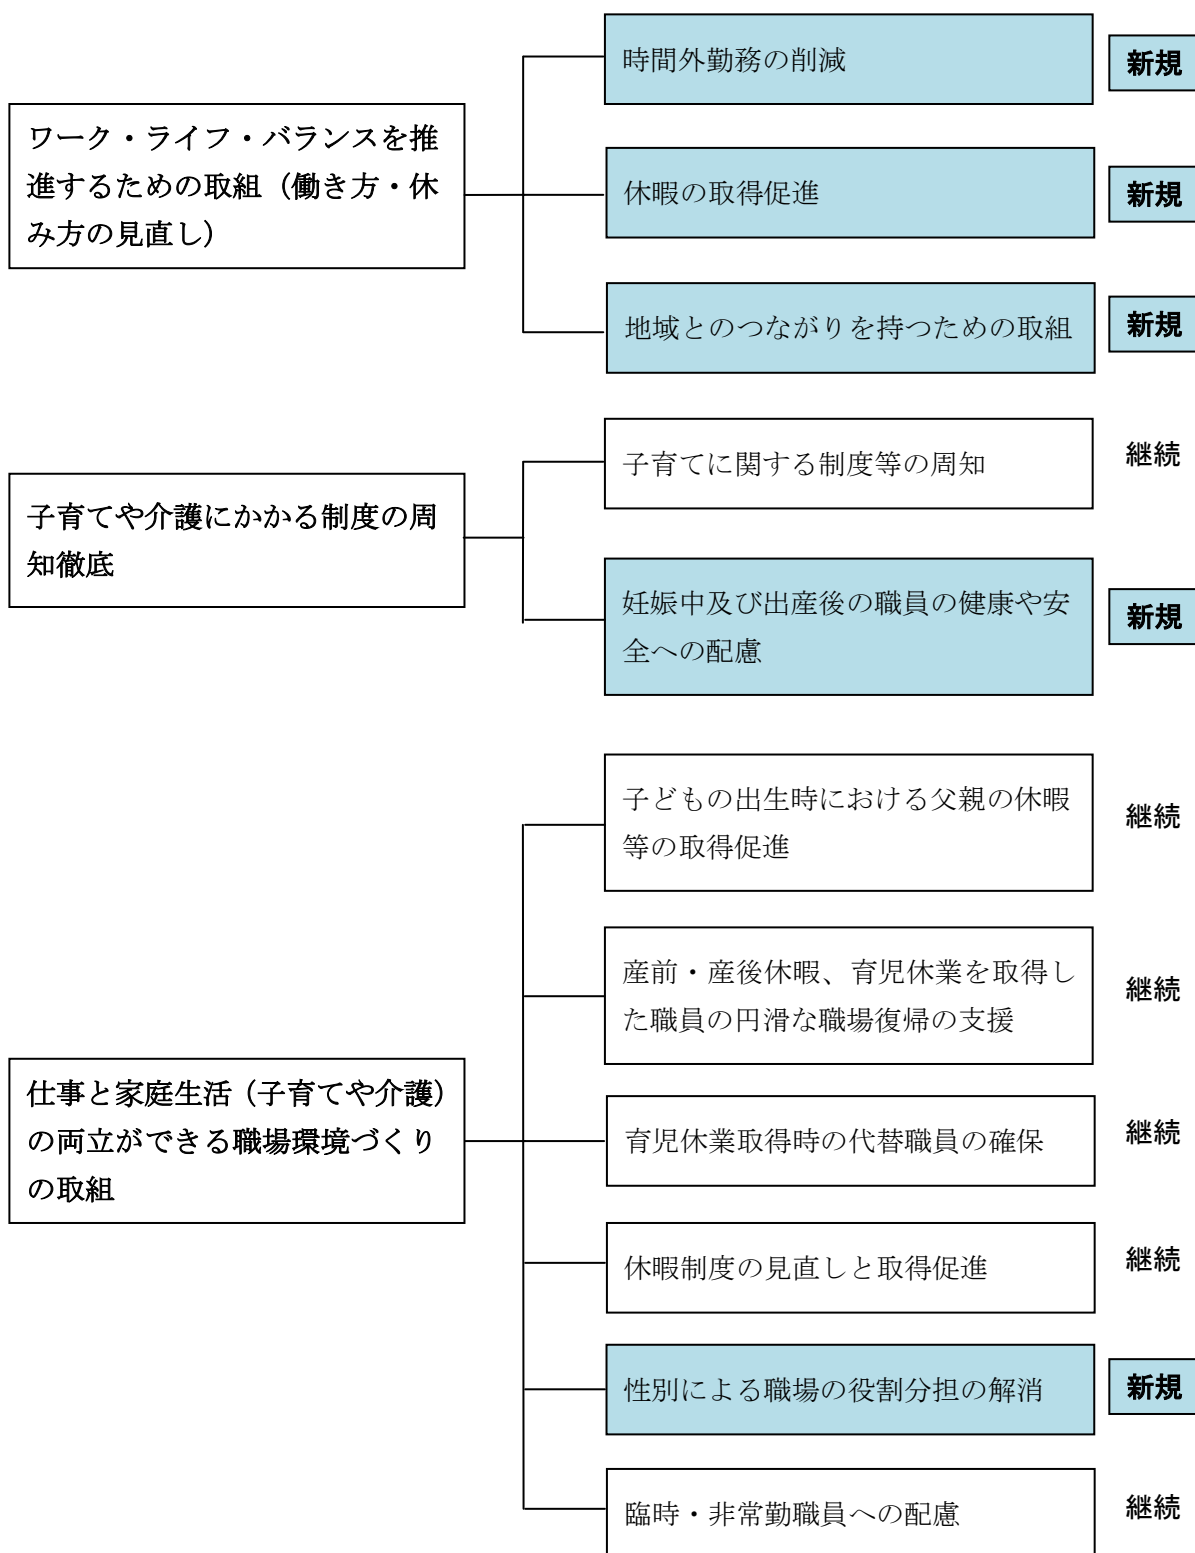 時間外勤務の削減
新規
ワーク・ライフ・バランスを推
進するための取組（働き方・休
み方の見直し）
休暇の取得促進
新規
地域とのつながりを持つための取組
新規
子育てに関する制度等の周知
継続
子育てや介護にかかる制度の周
知徹底
妊娠中及び出産後の職員の健康や安
全への配慮
新規
子どもの出生時における父親の休暇
等の取得促進
継続
産前・産後休暇、育児休業を取得し
た職員の円滑な職場復帰の支援
継続
仕事と家庭生活（子育てや介護）
の両立ができる職場環境づくり
の取組
育児休業取得時の代替職員の確保
継続
休暇制度の見直しと取得促進
継続
性別による職場の役割分担の解消
新規
臨時・非常勤職員への配慮
継続